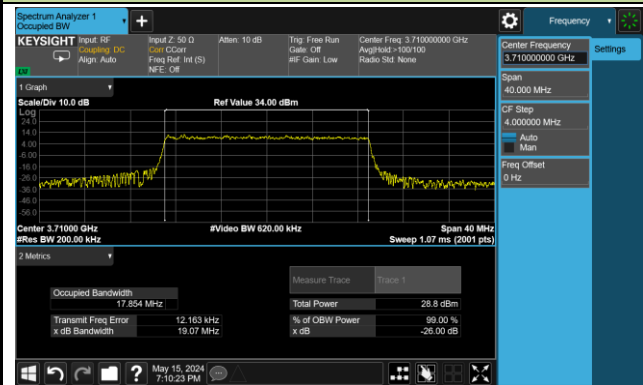 Spectrum Analyzer 1
Occupied BW
+
Frequency
KEYSIGHT
Input: RF
Coupling: DC
Align: Auto
Input Z: 50 Ω
Corr CCorr
Freq Ref: Int (S)
NFE: Off
Atten: 10 dB
Trig: Free Run
Gate: Off
#IF Gain: Low
Center Freq: 3.710000000 GHz
Avg|Hold:>100/100
Radio Std: None
Center Frequency
3.710000000 GHz
Settings
Span
40.000 MHz
CF Step
4.000000 MHz
Auto
Man
Freq Offset
0 Hz
1 Graph
Scale/Div 10.0 dB
Ref Value 34.00 dBm
Log
24.0
14.0
4.00
-6.00
-16.0
-26.0
-36.0
-46.0
-56.0
Center 3.71000 GHz
#Video BW 620.00 kHz
Span 40 MHz
#Res BW 200.00 kHz
Sweep 1.07 ms (2001 pts)
2 Metrics
Measure Trace
Trace 1
Occupied Bandwidth
17.854 MHz
Total Power
28.8 dBm
Transmit Freq Error
12.163 kHz
% of OBW Power
99.00 %
x dB Bandwidth
19.07 MHz
x dB
-26.00 dB
?
May 15, 2024
7:10:23 PM